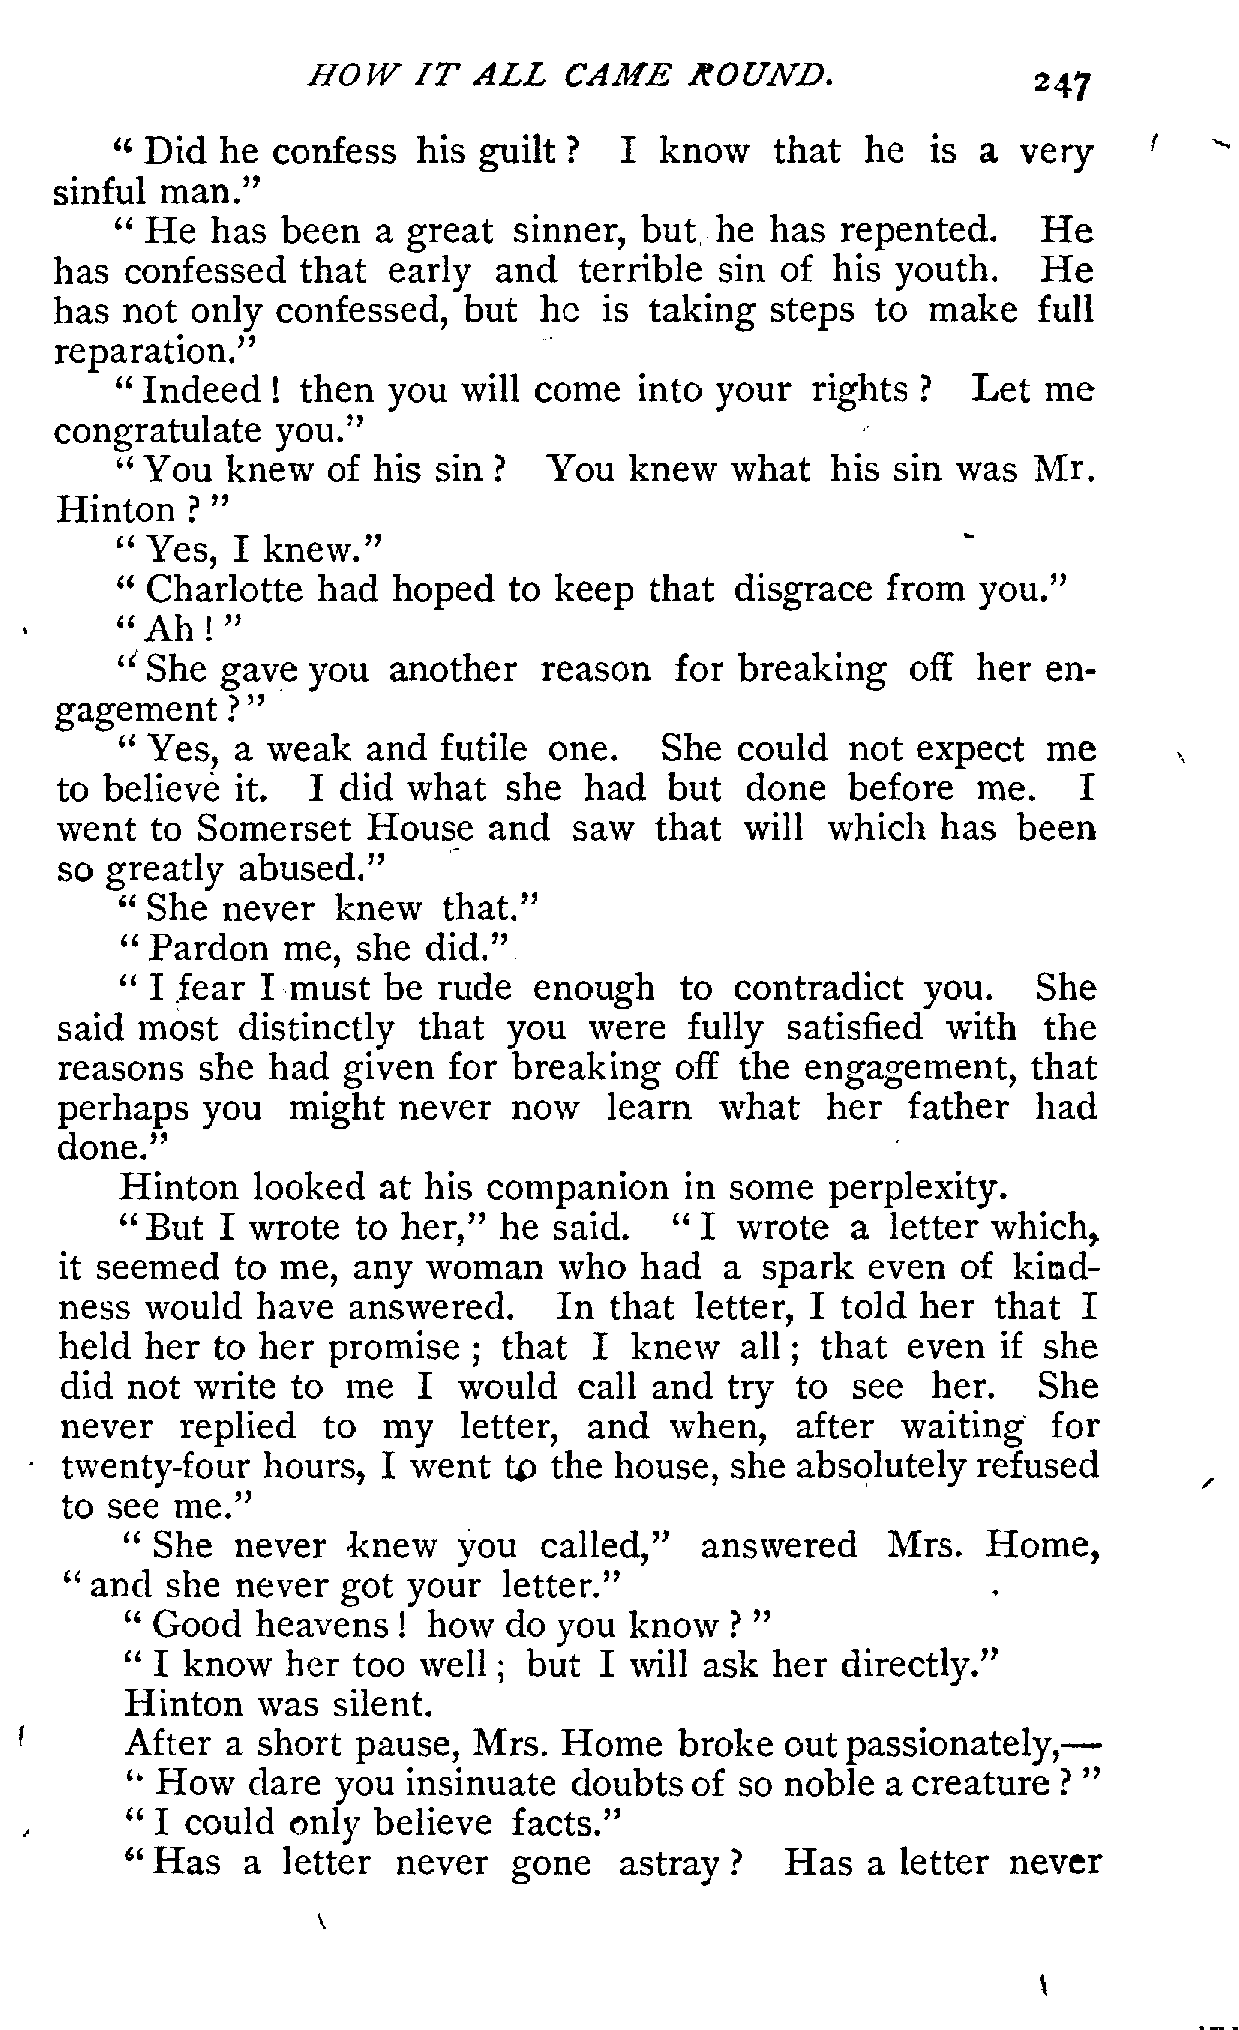 HOW IT ALL CAME ROUND. 247
“ Did he confess his guilt ? I know that he is a very
sinful man.”
“ He has been a great sinner, but he has repented. He
has confessed that early and terrible sin of his youth. He
has not only confessed, but he is taking steps to make full
reparation.”
“ Indeed ! then you will come into your rights ? Let me
congratulate you.”
“ You knew of his sin ? You knew what his sin was Mr.
Hinton ? ”
“ Yes, I knew.”
“ Charlotte had hoped to keep that disgrace from you.”
“ Ah ! ”
“ She gave you another reason for breaking off her en-
gagement ? ”
“ Yes, a weak and futile one. She could not expect me
to believe it. I did what she had but done before me. I
went to Somerset House and saw that will which has been
so greatly abused.”
“ She never knew that.”
“ Pardon me, she did.”
“ I fear I must be rude enough to contradict you. She
said most distinctly that you were fully satisfied with the
reasons she had given for breaking off the engagement, that
perhaps you might never now learn what her father had
done.”
Hinton looked at his companion in some perplexity.
“ But I wrote to her,” he said. “ I wrote a letter which,
it seemed to me, any woman who had a spark even of kind-
ness would have answered. In that letter, I told her that I
held her to her promise ; that I knew all ; that even if she
did not write to me I would call and try to see her. She
never replied to my letter, and when, after waiting for
twenty-four hours, I went to the house, she absolutely refused
to see me.”
“ She never knew you called,” answered Mrs. Home,
“ and she never got your letter.”
“ Good heavens ! how do you know ? ”
“ I know her too well ; but I will ask her directly.”
Hinton was silent.
After a short pause, Mrs. Home broke out passionately,—
“ How dare you insinuate doubts of so noble a creature ? ”
“ I could only believe facts.”
“ Has a letter never gone astray ? Has a letter never